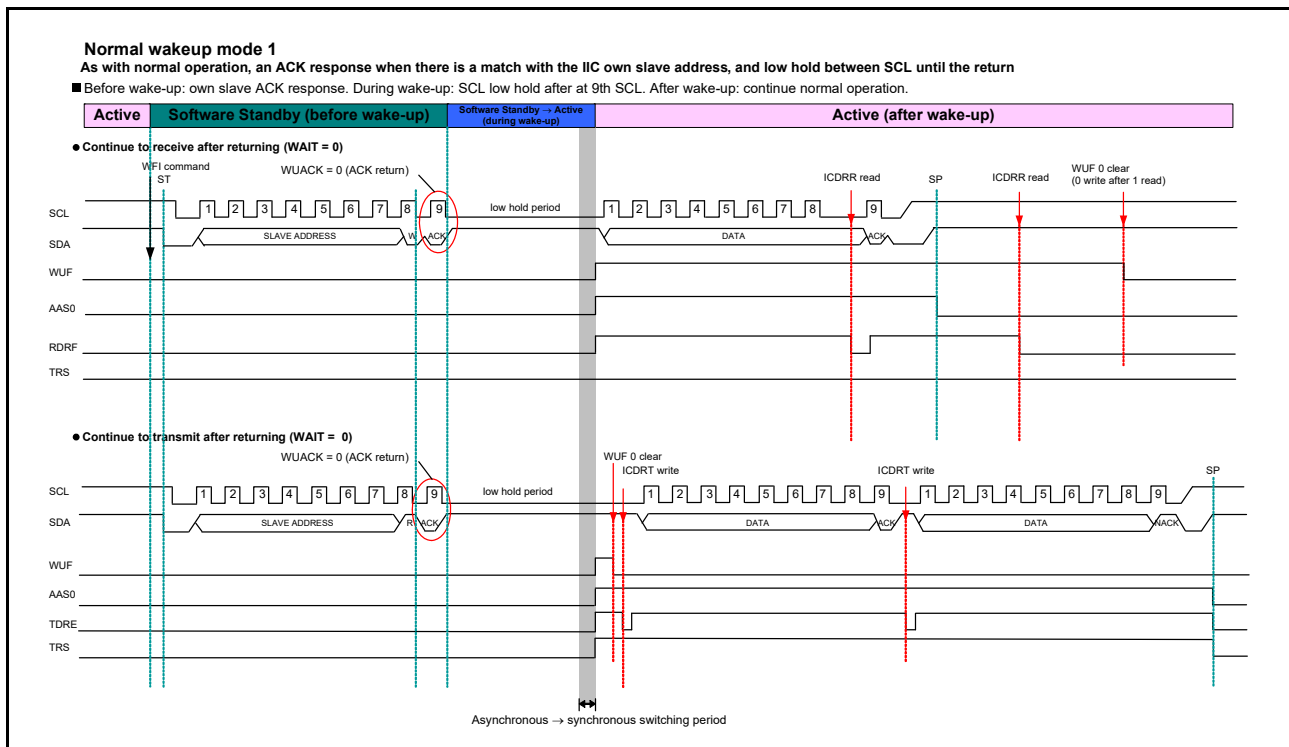 Normal wakeup mode 1
As with normal operation, an ACK response when there is a match with the IIC own slave address, and low hold between SCL until the return
■ Before wake-up: own slave ACK response. During wake-up: SCL low hold after at 9th SCL. After wake-up: continue normal operation.
Active Software Standby (before wake-up) Software Standby → Active (during wake-up) Active (after wake-up)
● Continue to receive after returning (WAIT = 0)
WFI command
ST
WUACK = 0 (ACK return)
ICDRR read
SP
ICDRR read
WUF 0 clear
(0 write after 1 read)
SCL 1 2 3 4 5 6 7 8 9 low hold period 1 2 3 4 5 6 7 8 9
SDA SLAVE ADDRESS W ACK DATA ACK
WUF
AAS0
RDRF
TRS
● Continue to transmit after returning (WAIT = 0)
WUACK = 0 (ACK return)
WUF 0 clear
ICDRT write
ICDRT write
SP
SCL 1 2 3 4 5 6 7 8 9 low hold period 1 2 3 4 5 6 7 8 9 1 2 3 4 5 6 7 8 9
SDA SLAVE ADDRESS R ACK DATA ACK DATA NACK
WUF
AAS0
TDRE
TRS
Asynchronous → synchronous switching period